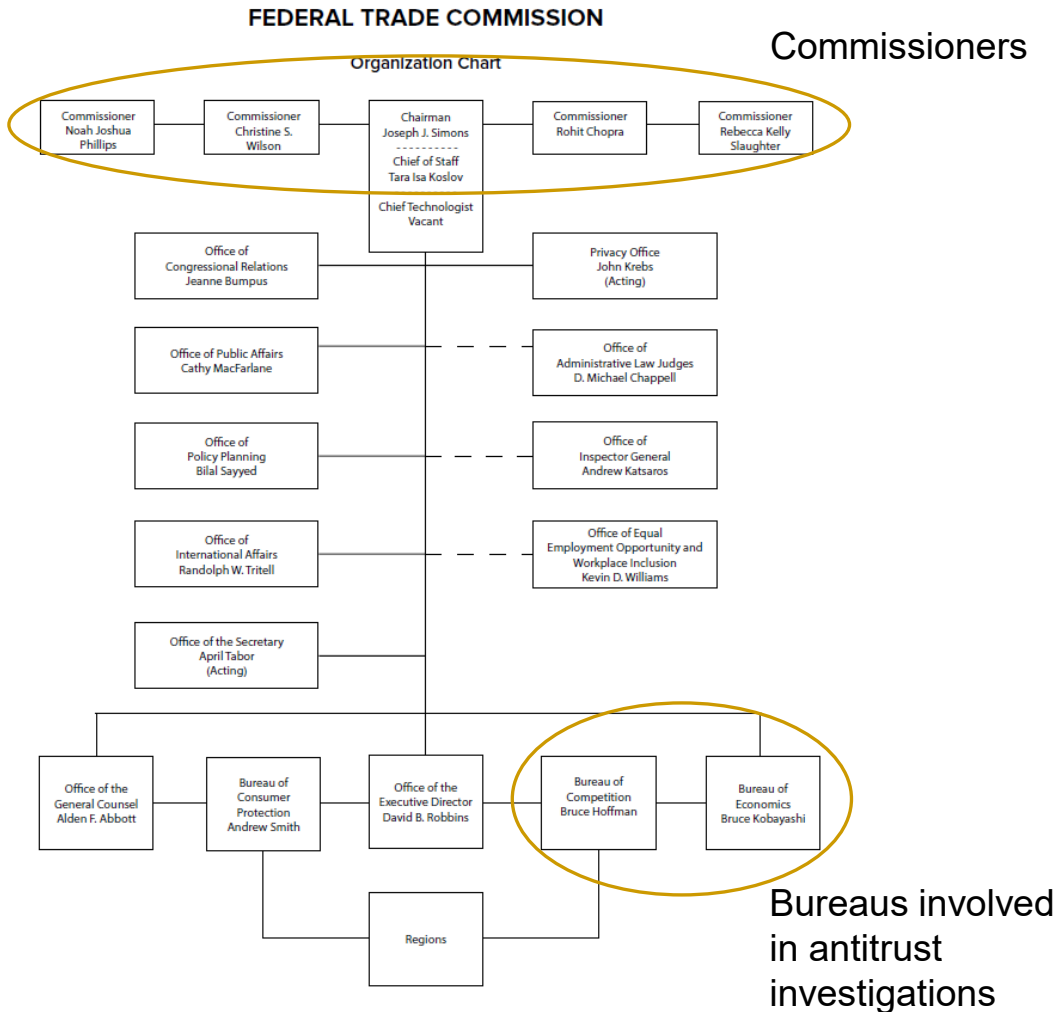 FEDERAL TRADE COMMISSION
Commissioners
Organization Chart
Commissioner
Noah Joshua
Phillips
Commissioner
Christine S.
Wilson
Chairman
Joseph J. Simons
----------
Chief of Staff
Tara Isa Koslov
Chief Technologist
Vacant
Commissioner
Rohit Chopra
Commissioner
Rebecca Kelly
Slaughter
Office of
Congressional Relations
Jeanne Bumpus
Privacy Office
John Krebs
(Acting)
Office of Public Affairs
Cathy MacFarlane
Office of
Administrative Law Judges
D. Michael Chappell
Office of
Policy Planning
Bilal Sayyed
Office of
Inspector General
Andrew Katsaros
Office of
International Affairs
Randolph W. Tritell
Office of Equal
Employment Opportunity and
Workplace Inclusion
Kevin D. Williams
Office of the Secretary
April Tabor
(Acting)
Office of the
General Counsel
Alden F. Abbott
Bureau of
Consumer
Protection
Andrew Smith
Office of the
Executive Director
David B. Robbins
Bureau of
Competition
Bruce Hoffman
Bureau of
Economics
Bruce Kobayashi
Regions
Bureaus involved
in antitrust
investigations